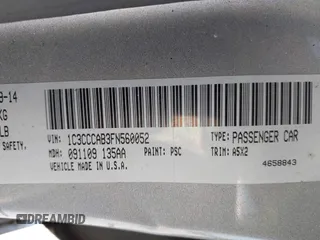 9-14
KG
LB
SAFETY.
VIN: 1C3CCCAB3FN560052
TYPE: PASSENGER CAR
MDH: 091109 135AA
PAINT: PSC
TRIM: A5X2
VEHICLE MADE IN U.S.A.
4658843
DREAMBID